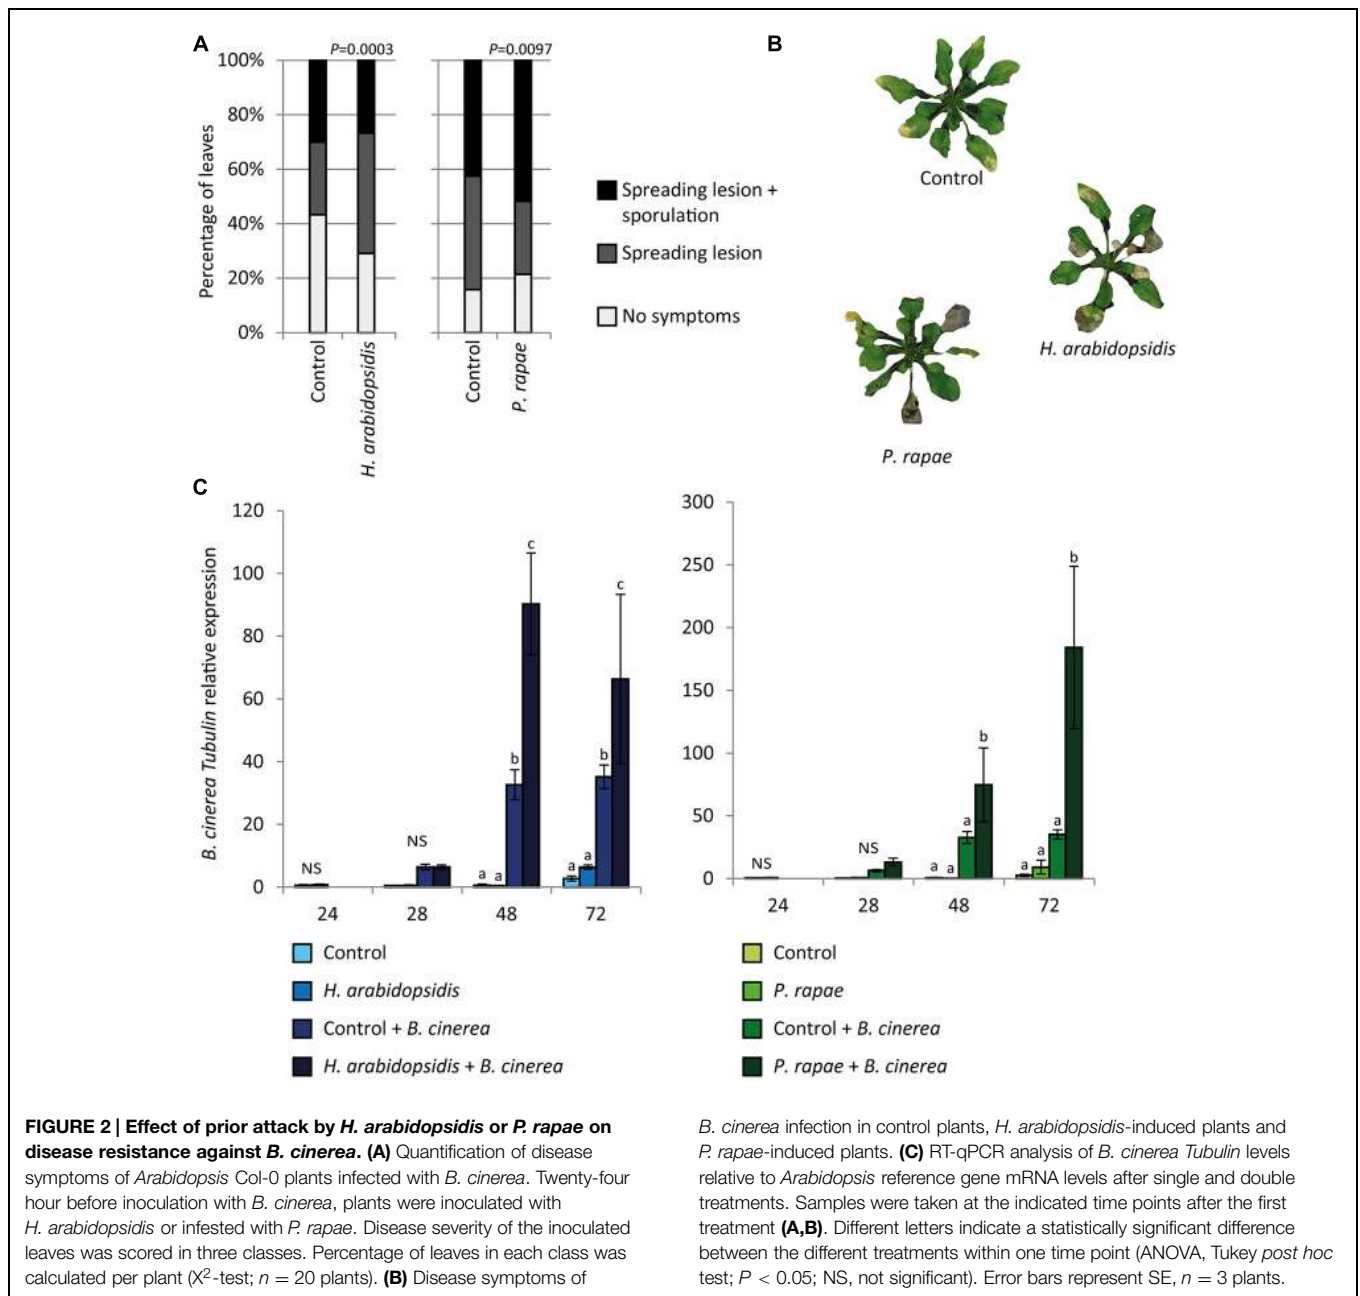 A
P=0.0003
P=0.0097
100%
80%
60%
40%
20%
0%
Percentage of leaves
Control
H. arabidopsidis
Control
P. rapae
Spreading lesion +
sporulation
Spreading lesion
No symptoms
B
Control
H. arabidopsidis
P. rapae
C
120
100
80
60
40
20
0
B. cinerea Tubulin relative expression
NS
NS
a
a
b
c
a
a
b
c
24
28
48
72
Control
H. arabidopsidis
Control + B. cinerea
H. arabidopsidis + B. cinerea
300
250
200
150
100
50
0
NS
NS
a
a
a
b
a
a
a
b
24
28
48
72
Control
P. rapae
Control + B. cinerea
P. rapae + B. cinerea
FIGURE 2 | Effect of prior attack by H. arabidopsidis or P. rapae on
disease resistance against B. cinerea. (A) Quantification of disease
symptoms of Arabidopsis Col-0 plants infected with B. cinerea. Twenty-four
hour before inoculation with B. cinerea, plants were inoculated with
H. arabidopsidis or infested with P. rapae. Disease severity of the inoculated
leaves was scored in three classes. Percentage of leaves in each class was
calculated per plant (X²-test; n = 20 plants). (B) Disease symptoms of
B. cinerea infection in control plants, H. arabidopsidis-induced plants and
P. rapae-induced plants. (C) RT-qPCR analysis of B. cinerea Tubulin levels
relative to Arabidopsis reference gene mRNA levels after single and double
treatments. Samples were taken at the indicated time points after the first
treatment (A,B). Different letters indicate a statistically significant difference
between the different treatments within one time point (ANOVA, Tukey post hoc
test; P < 0.05; NS, not significant). Error bars represent SE, n = 3 plants.